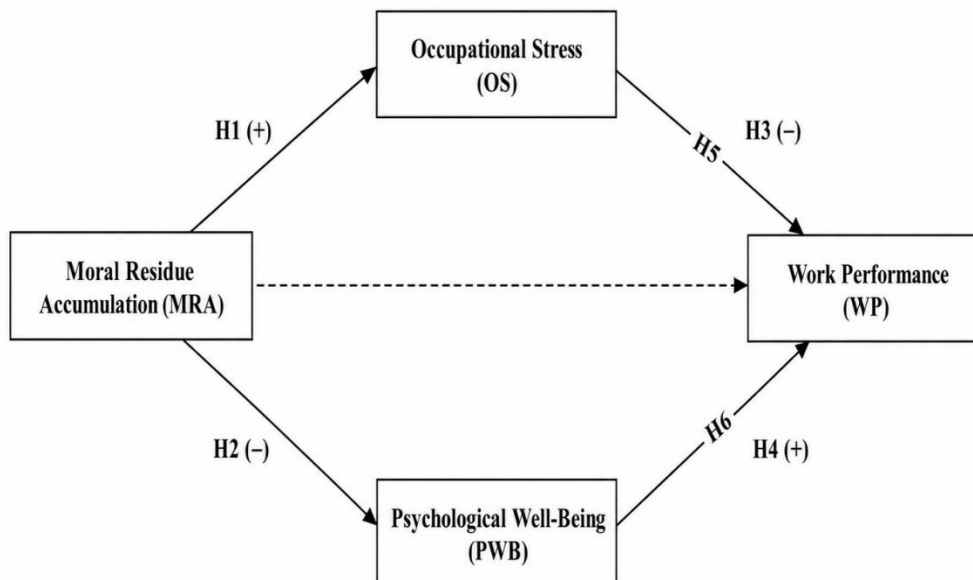 Occupational Stress
(OS)
H1 (+)
H3 (–)
H5
Moral Residue
Accumulation (MRA)
Work Performance
(WP)
H2 (–)
H6
H4 (+)
Psychological Well-Being
(PWB)